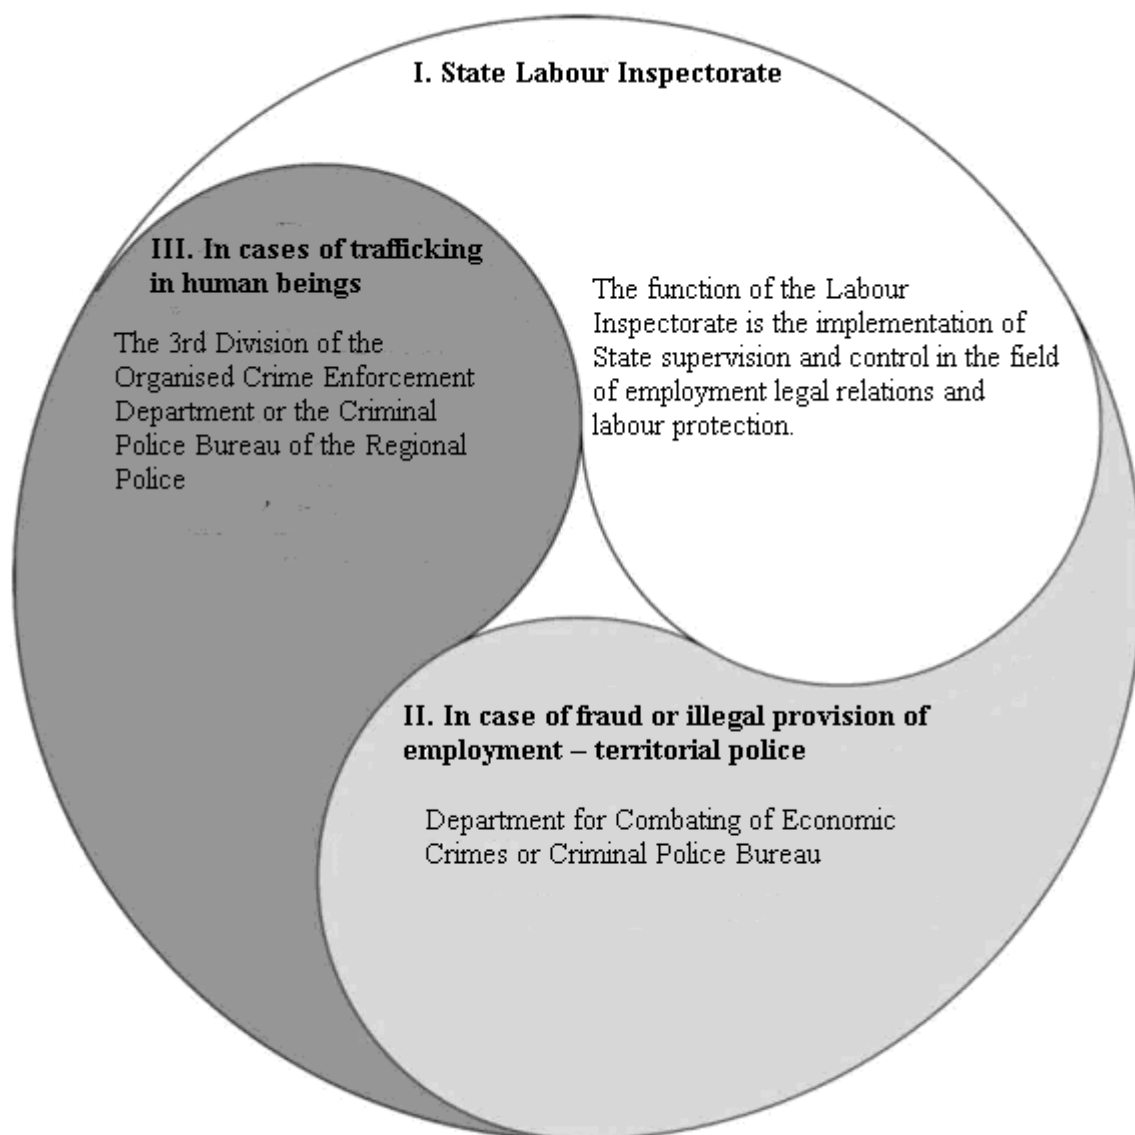 I. State Labour Inspectorate
III. In cases of trafficking
in human beings
The 3rd Division of the
Organised Crime Enforcement
Department or the Criminal
Police Bureau of the Regional
Police
The function of the Labour
Inspectorate is the implementation of
State supervision and control in the field
of employment legal relations and
labour protection.
II. In case of fraud or illegal provision of
employment – territorial police
Department for Combating of Economic
Crimes or Criminal Police Bureau